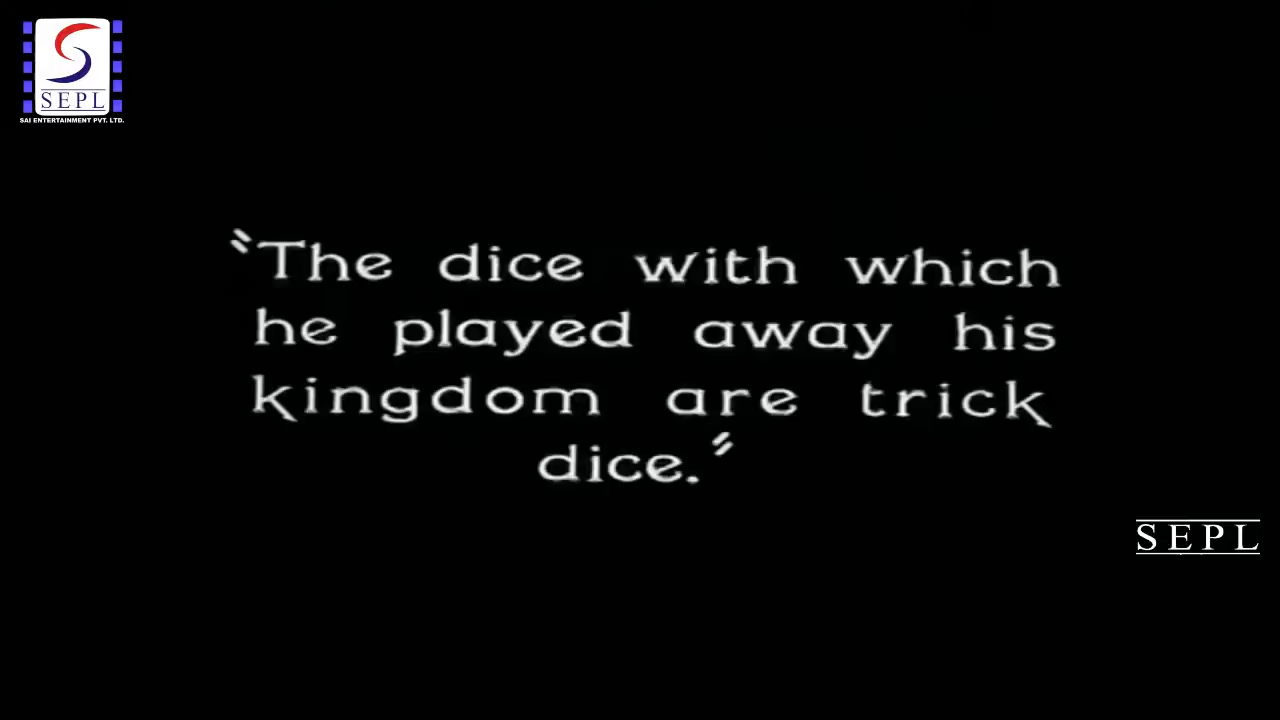 SEPL
SAI ENTERTAINMENT PVT. LTD.
"The dice with which
he played away his
kingdom are trick
dice."
SEPL